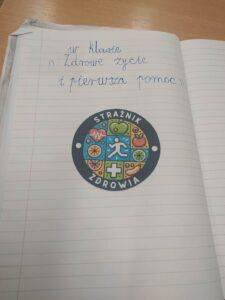 w klasie
n Zdrowe życie
i pierwsza pomoc"
STRAŻNIK
ZDROWIA